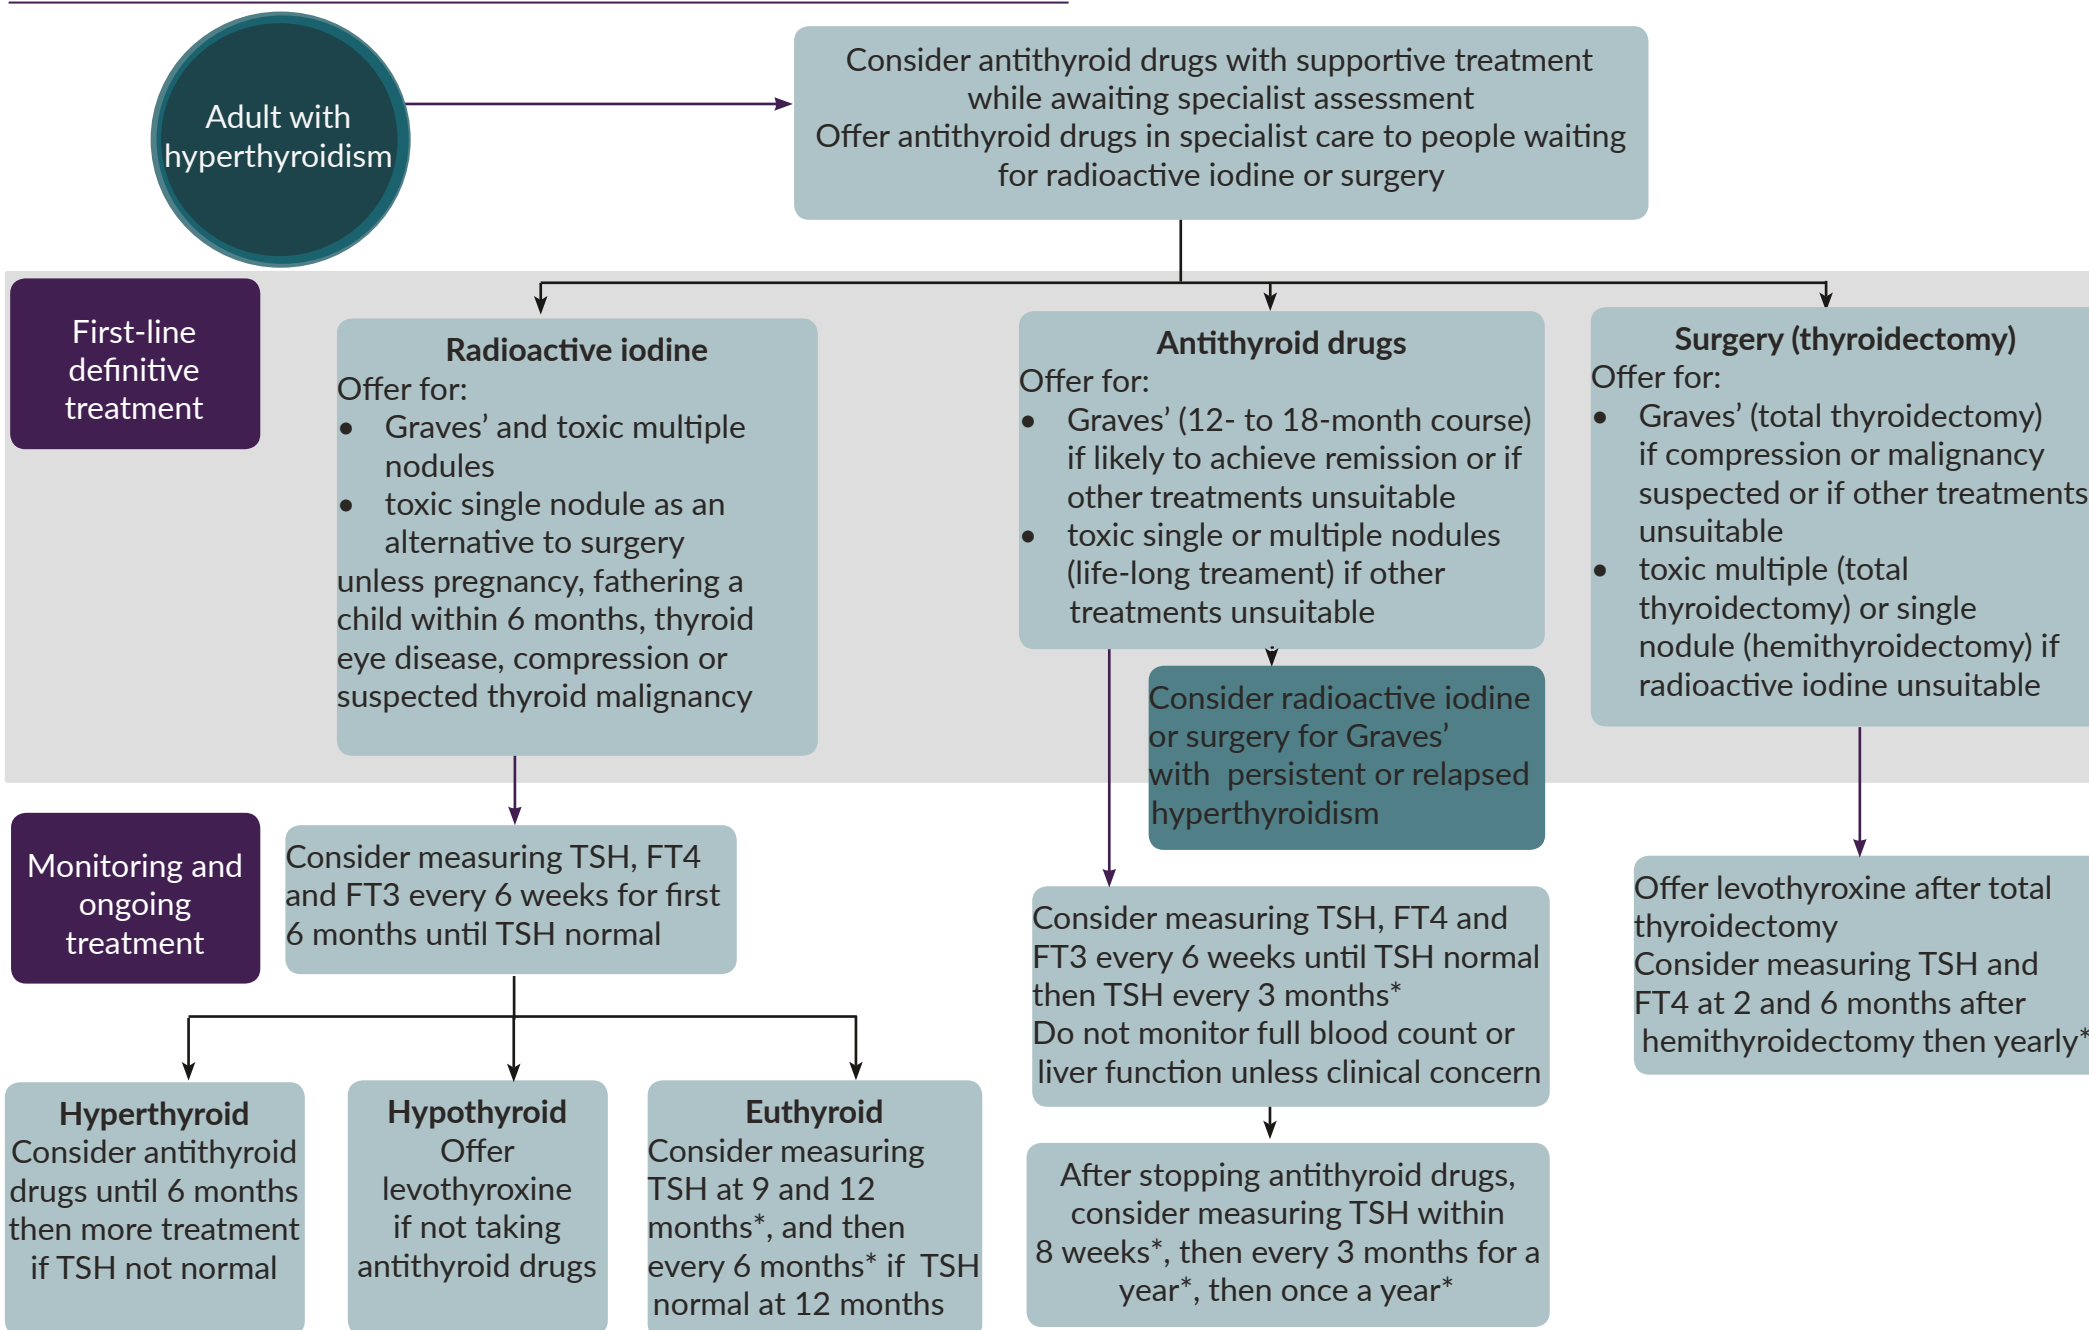 Adult with
hyperthyroidism
Consider antithyroid drugs with supportive treatment
while awaiting specialist assessment
Offer antithyroid drugs in specialist care to people waiting
for radioactive iodine or surgery
First-line
definitive
treatment
Radioactive iodine
Offer for:
• Graves’ and toxic multiple
nodules
• toxic single nodule as an
alternative to surgery
unless pregnancy, fathering a
child within 6 months, thyroid
eye disease, compression or
suspected thyroid malignancy
Antithyroid drugs
Offer for:
• Graves’ (12- to 18-month course)
if likely to achieve remission or if
other treatments unsuitable
• toxic single or multiple nodules
(life-long treament) if other
treatments unsuitable
Consider radioactive iodine
or surgery for Graves’
with persistent or relapsed
hyperthyroidism
Surgery (thyroidectomy)
Offer for:
• Graves’ (total thyroidectomy)
if compression or malignancy
suspected or if other treatments
unsuitable
• toxic multiple (total
thyroidectomy) or single
nodule (hemithyroidectomy) if
radioactive iodine unsuitable
Monitoring and
ongoing
treatment
Consider measuring TSH, FT4
and FT3 every 6 weeks for first
6 months until TSH normal
Hyperthyroid
Consider antithyroid
drugs until 6 months
then more treatment
if TSH not normal
Hypothyroid
Offer
levothyroxine
if not taking
antithyroid drugs
Euthyroid
Consider measuring
TSH at 9 and 12
months*, and then
every 6 months* if TSH
normal at 12 months
Consider measuring TSH, FT4 and
FT3 every 6 weeks until TSH normal
then TSH every 3 months*
Do not monitor full blood count or
liver function unless clinical concern
After stopping antithyroid drugs,
consider measuring TSH within
8 weeks*, then every 3 months for a
year*, then once a year*
Offer levothyroxine after total
thyroidectomy
Consider measuring TSH and
FT4 at 2 and 6 months after
hemithyroidectomy then yearly*